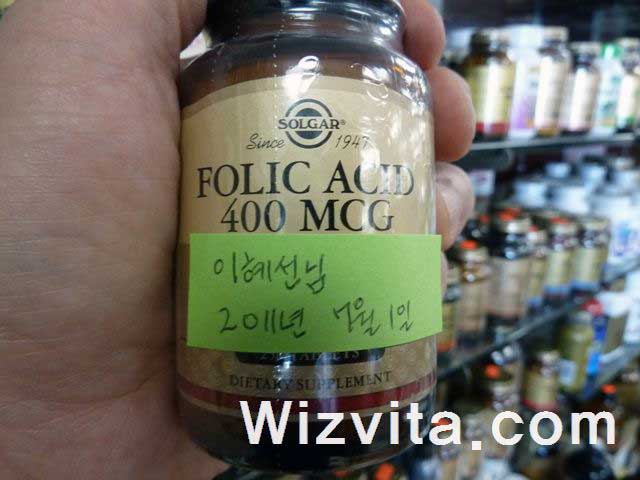 SOLGAR®
Since 1947
FOLIC ACID
400 MCG
이혜선님
2011년 7월 1일
TABLETS
DIETARY SUPPLEMENT
Wizvita.com